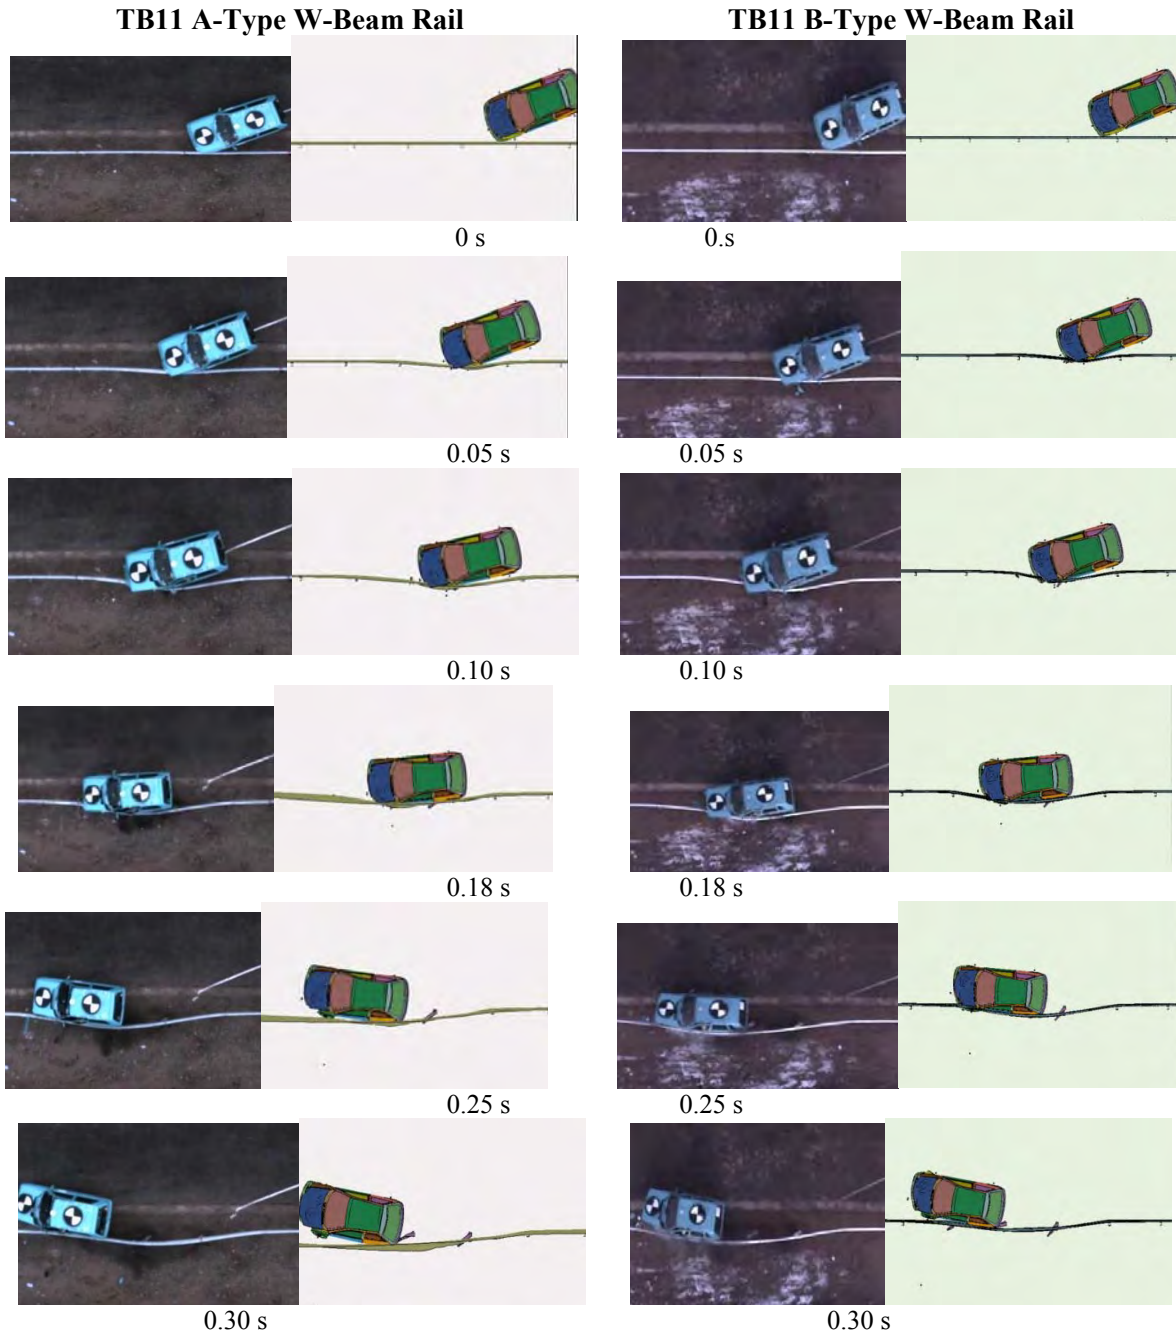 TB11 A-Type W-Beam Rail TB11 B-Type W-Beam Rail
0 s 0.s
0.05 s 0.05 s
0.10 s 0.10 s
0.18 s 0.18 s
0.25 s 0.25 s
0.30 s 0.30 s